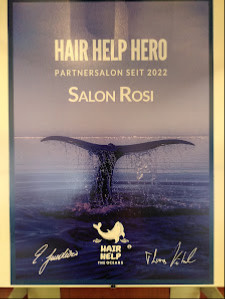 HAIR HELP HERO
PARTNERSALON SEIT 2022
SALON ROSI
HAIR
HELP
THE OCEANS